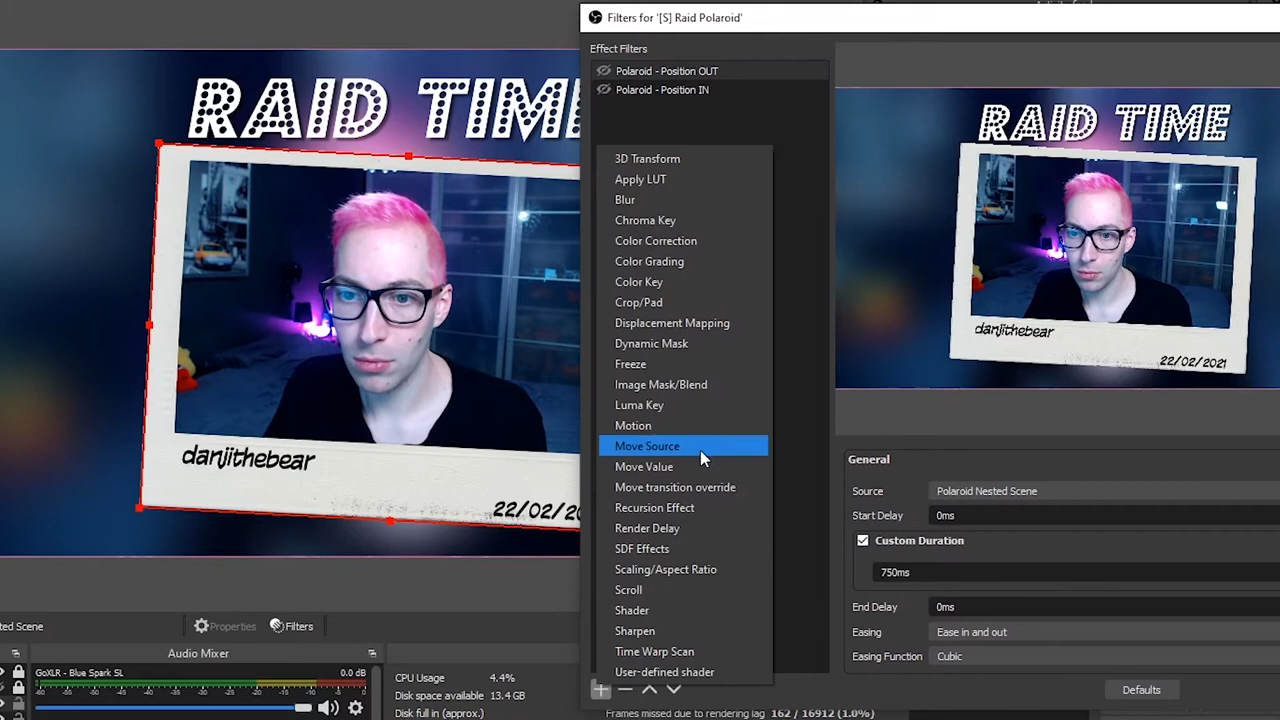 Filters for '[S] Raid Polaroid'
Effect Filters
Polaroid - Position OUT
Polaroid - Position IN
3D Transform
Apply LUT
Blur
Chroma Key
Color Correction
Color Grading
Color Key
Crop/Pad
Displacement Mapping
Dynamic Mask
Freeze
Image Mask/Blend
Luma Key
Motion
Move Source
Move Value
Move transition override
Recursion Effect
Render Delay
SDF Effects
Scaling/Aspect Ratio
Scroll
Shader
Sharpen
Time Warp Scan
User-defined shader
RAID TIME
danjithebear
22/02/2021
RAID TIM
danjithebear
22/02/20
General
Source Polaroid Nested Scene
Start Delay 0ms
Custom Duration
750ms
End Delay 0ms
Easing Ease in and out
Easing Function Cubic
Defaults
ted Scene Properties Filters
Audio Mixer
GoXLR - Blue Spark SL 0.0 dB
CPU Usage 4.4%
Disk space available 13.4 GB
Disk full in (approx.)
Frames missed due to rendering lag 162 / 16912 (1.0%)